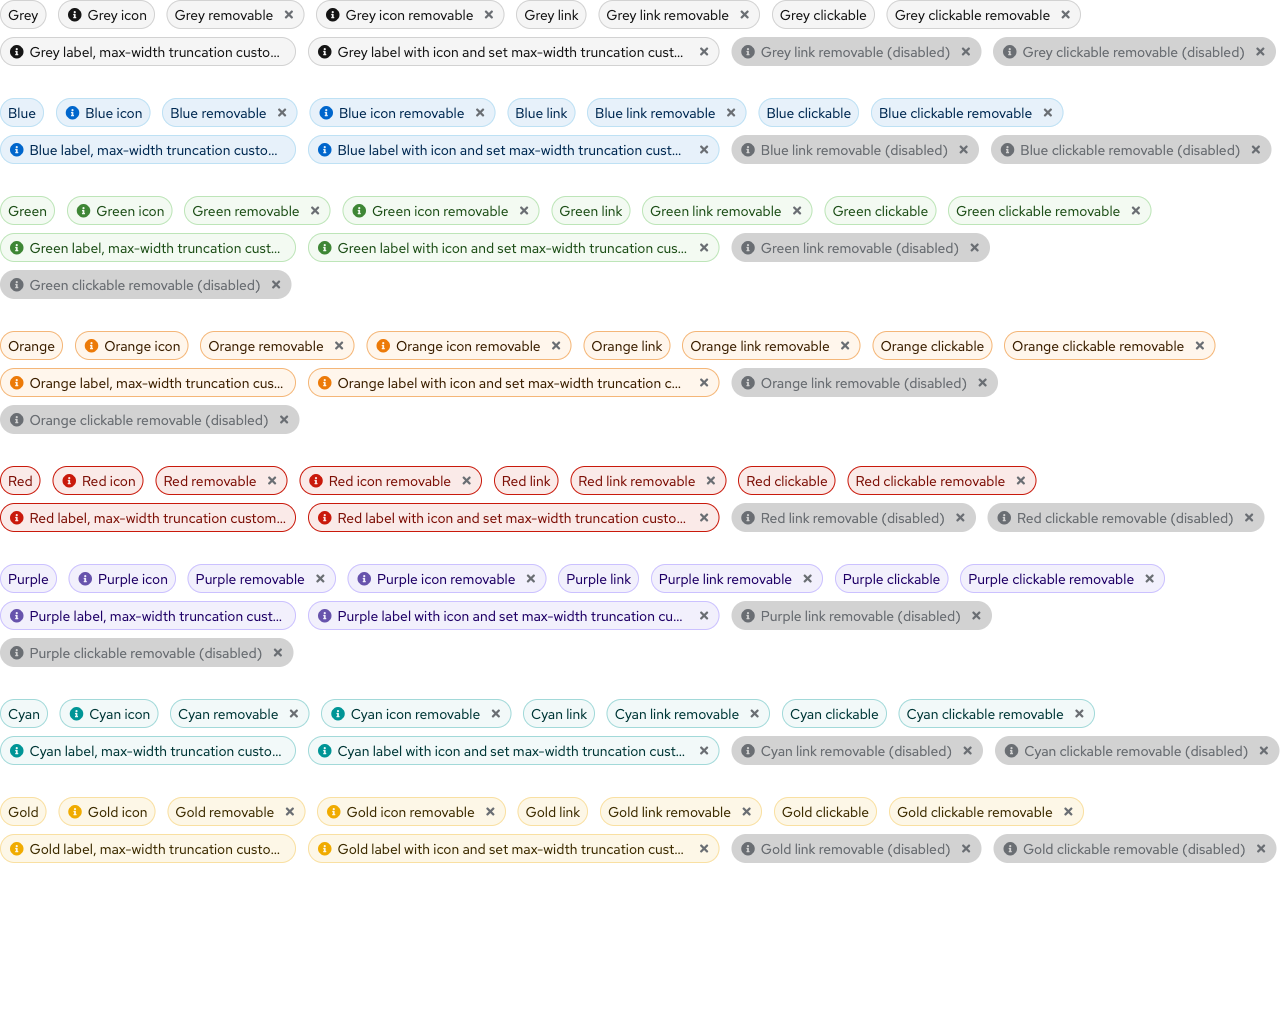 Grey Grey icon Grey removable Grey icon removable Grey link Grey link removable Grey clickable Grey clickable removable
Grey label, max-width truncation custo... Grey label with icon and set max-width truncation cust... Grey link removable (disabled) Grey clickable removable (disabled)
Blue Blue icon Blue removable Blue icon removable Blue link Blue link removable Blue clickable Blue clickable removable
Blue label, max-width truncation custo... Blue label with icon and set max-width truncation cust... Blue link removable (disabled) Blue clickable removable (disabled)
Green Green icon Green removable Green icon removable Green link Green link removable Green clickable Green clickable removable
Green label, max-width truncation cust... Green label with icon and set max-width truncation cus... Green link removable (disabled)
Green clickable removable (disabled)
Orange Orange icon Orange removable Orange icon removable Orange link Orange link removable Orange clickable Orange clickable removable
Orange label, max-width truncation cus... Orange label with icon and set max-width truncation c... Orange link removable (disabled)
Orange clickable removable (disabled)
Red Red icon Red removable Red icon removable Red link Red link removable Red clickable Red clickable removable
Red label, max-width truncation custom... Red label with icon and set max-width truncation custo... Red link removable (disabled) Red clickable removable (disabled)
Purple Purple icon Purple removable Purple icon removable Purple link Purple link removable Purple clickable Purple clickable removable
Purple label, max-width truncation cust... Purple label with icon and set max-width truncation cu... Purple link removable (disabled)
Purple clickable removable (disabled)
Cyan Cyan icon Cyan removable Cyan icon removable Cyan link Cyan link removable Cyan clickable Cyan clickable removable
Cyan label, max-width truncation custo... Cyan label with icon and set max-width truncation cust... Cyan link removable (disabled) Cyan clickable removable (disabled)
Gold Gold icon Gold removable Gold icon removable Gold link Gold link removable Gold clickable Gold clickable removable
Gold label, max-width truncation custo... Gold label with icon and set max-width truncation cust... Gold link removable (disabled) Gold clickable removable (disabled)